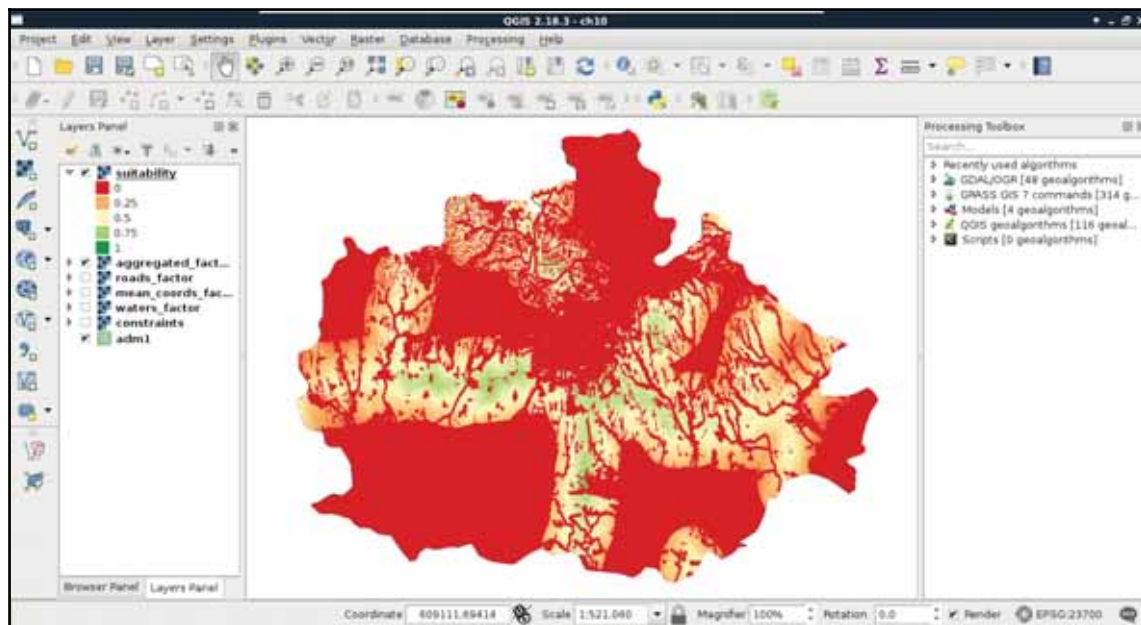 QGIS 2.18.3 - ch10
Project Edit View Layer Settings Plugins Vector Raster Database Processing Help
Layers Panel
suitability
0
0.25
0.5
0.75
1
aggregated_fact...
roads_factor
mean_coords_fac...
waters_factor
constraints
adm1
Browser Panel Layers Panel
Processing Toolbox
Search...
Recently used algorithms
GDAL/OGR [48 geoalgorithms]
GRASS GIS 7 commands [314 g...
Models [4 geoalgorithms]
QGIS geoalgorithms [116 geoal...
Scripts [0 geoalgorithms]
Coordinate 609111,69414 Scale 1:521.060 Magnifier 100% Rotation 0.0 Render EPSG:23700